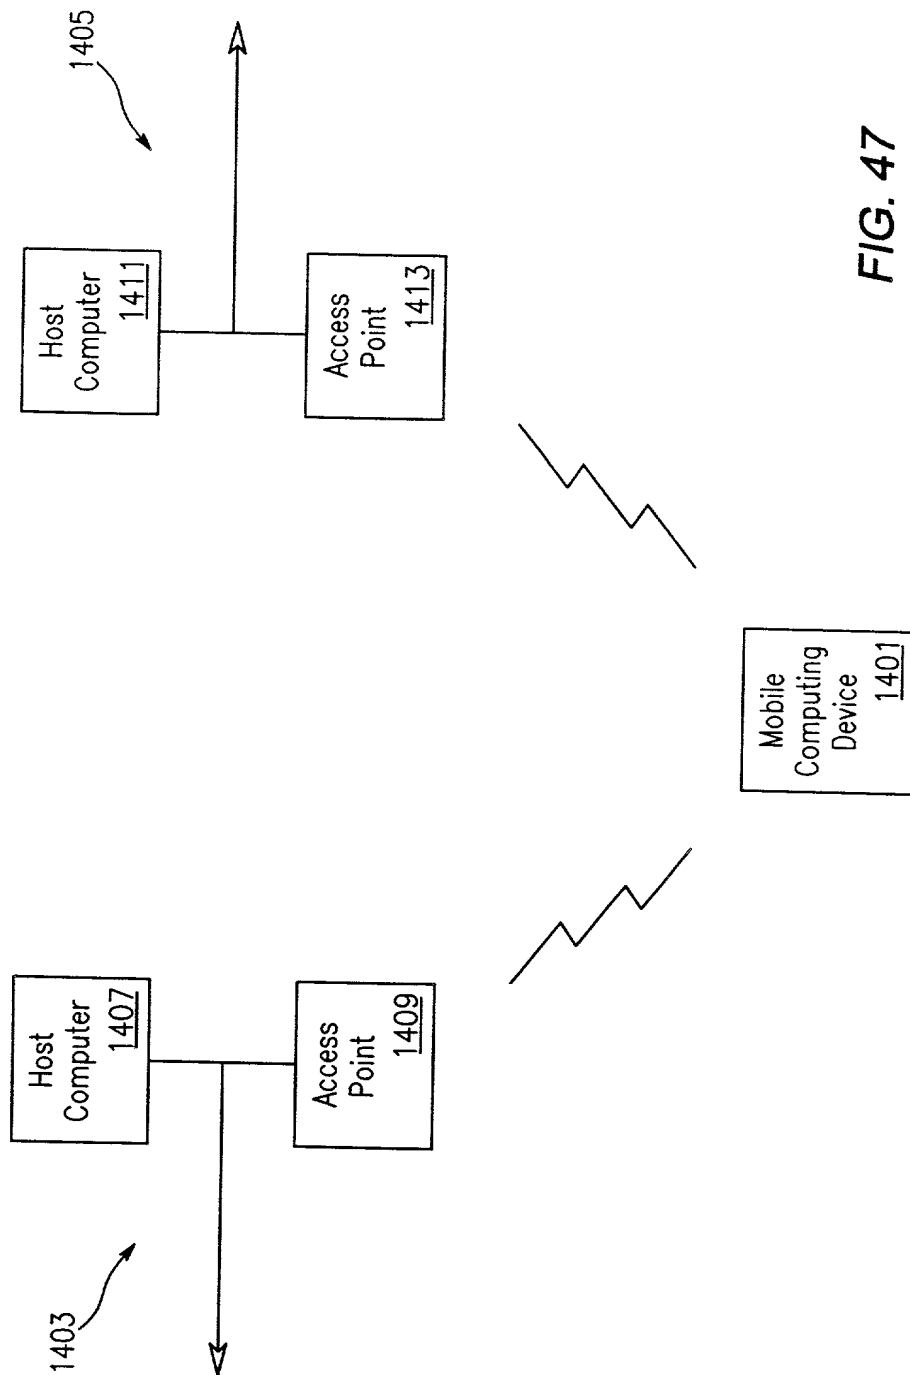 1403
1405
Host
Computer
1407
Host
Computer
1411
Access
Point
1409
Access
Point
1413
Mobile
Computing
Device
1401
FIG. 47